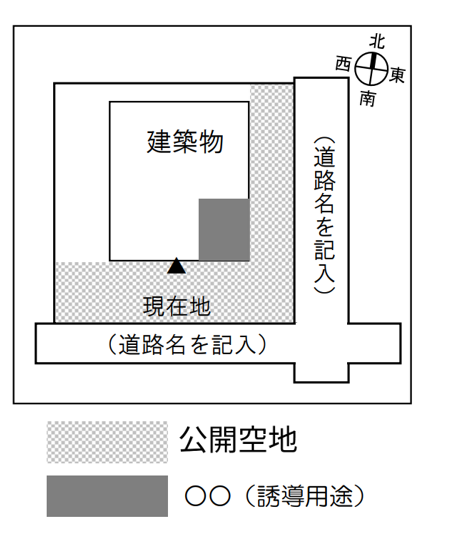 北
西
東
南
建築物
（道路名を記入）
現在地
（道路名を記入）
公開空地
〇〇（誘導用途）